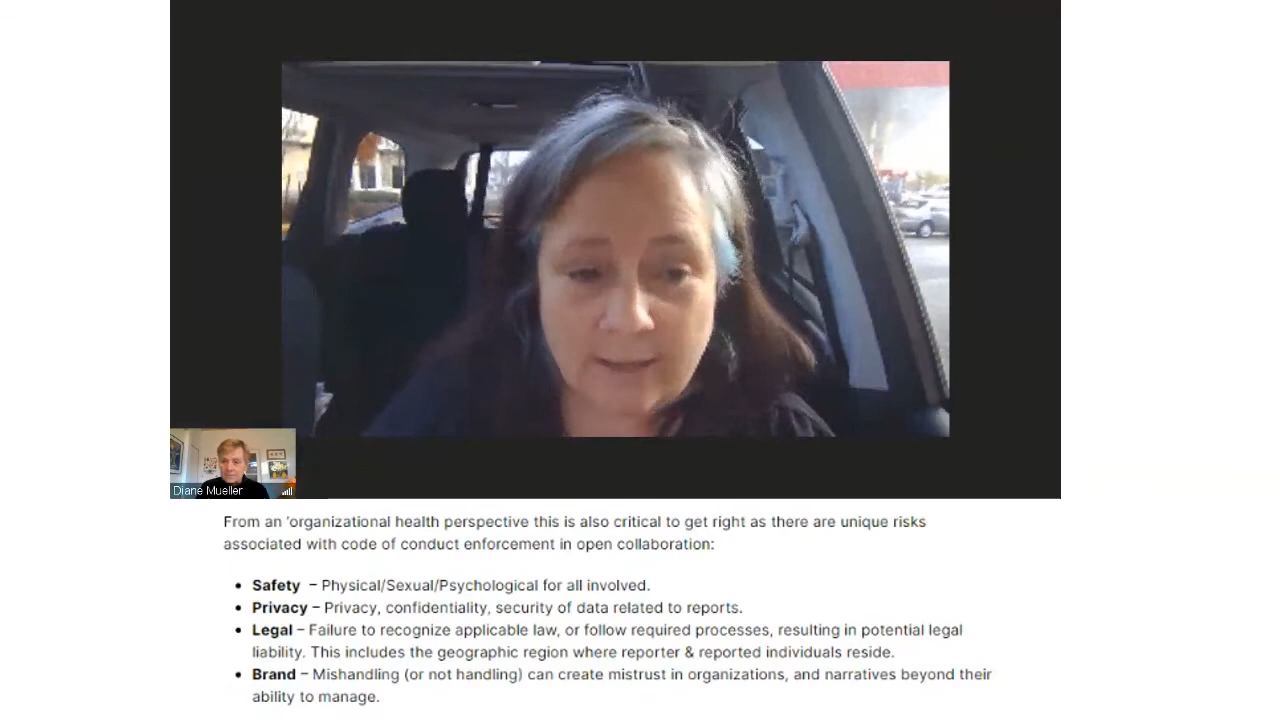 Diane Mueller
From an 'organizational health perspective this is also critical to get right as there are unique risks
associated with code of conduct enforcement in open collaboration:
• Safety – Physical/Sexual/Psychological for all involved.
• Privacy – Privacy, confidentiality, security of data related to reports.
• Legal – Failure to recognize applicable law, or follow required processes, resulting in potential legal
liability. This includes the geographic region where reporter & reported individuals reside.
• Brand – Mishandling (or not handling) can create mistrust in organizations, and narratives beyond their
ability to manage.